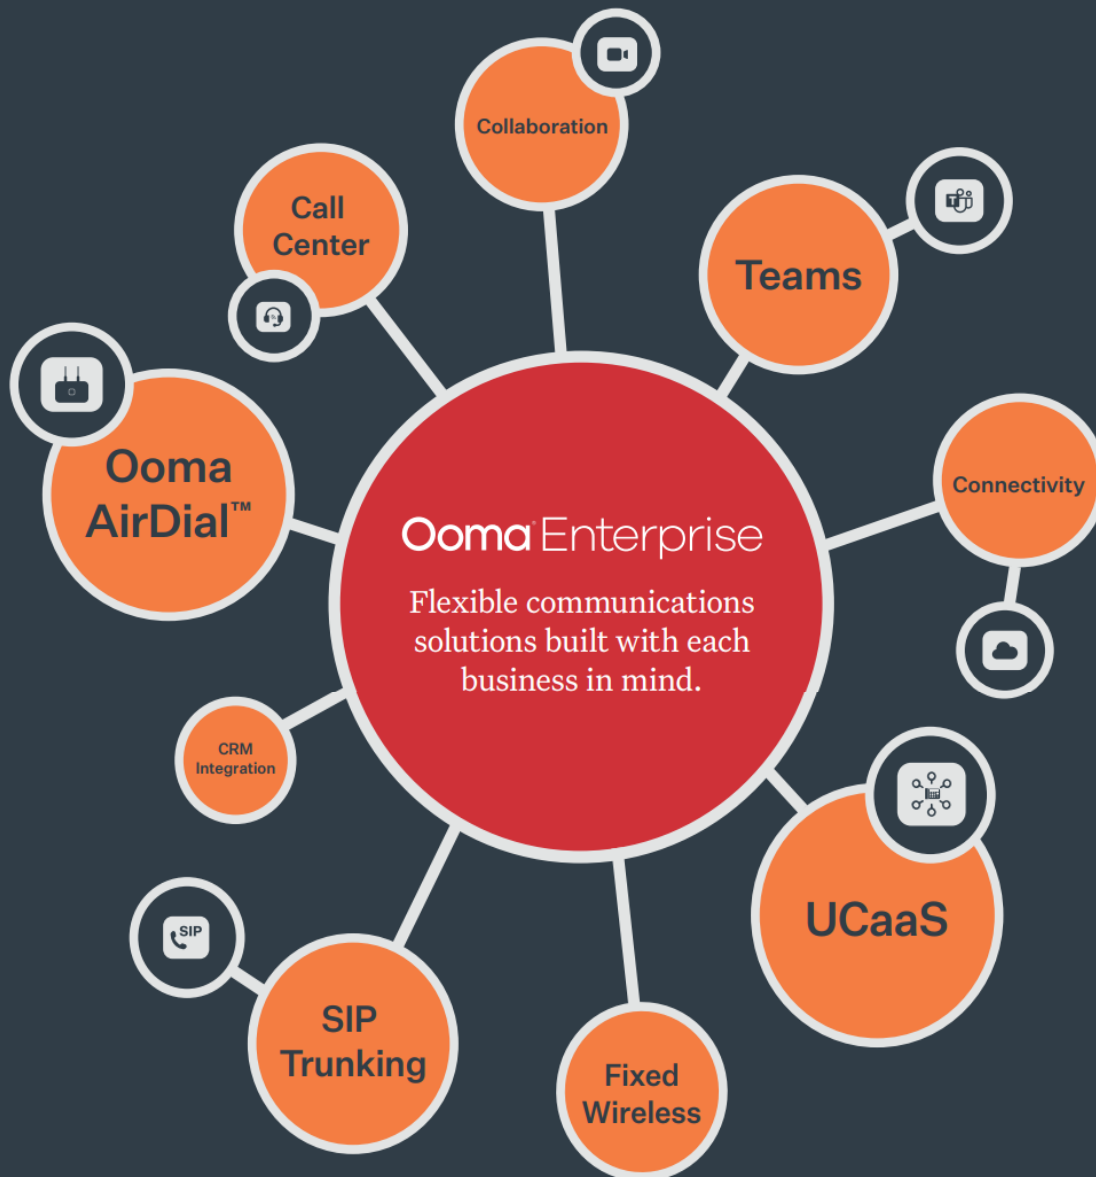 Collaboration
Call
Center
Teams
Ooma
AirDial™
Connectivity
Ooma® Enterprise
Flexible communications
solutions built with each
business in mind.
CRM
Integration
UCaaS
SIP
SIP
Trunking
Fixed
Wireless
T